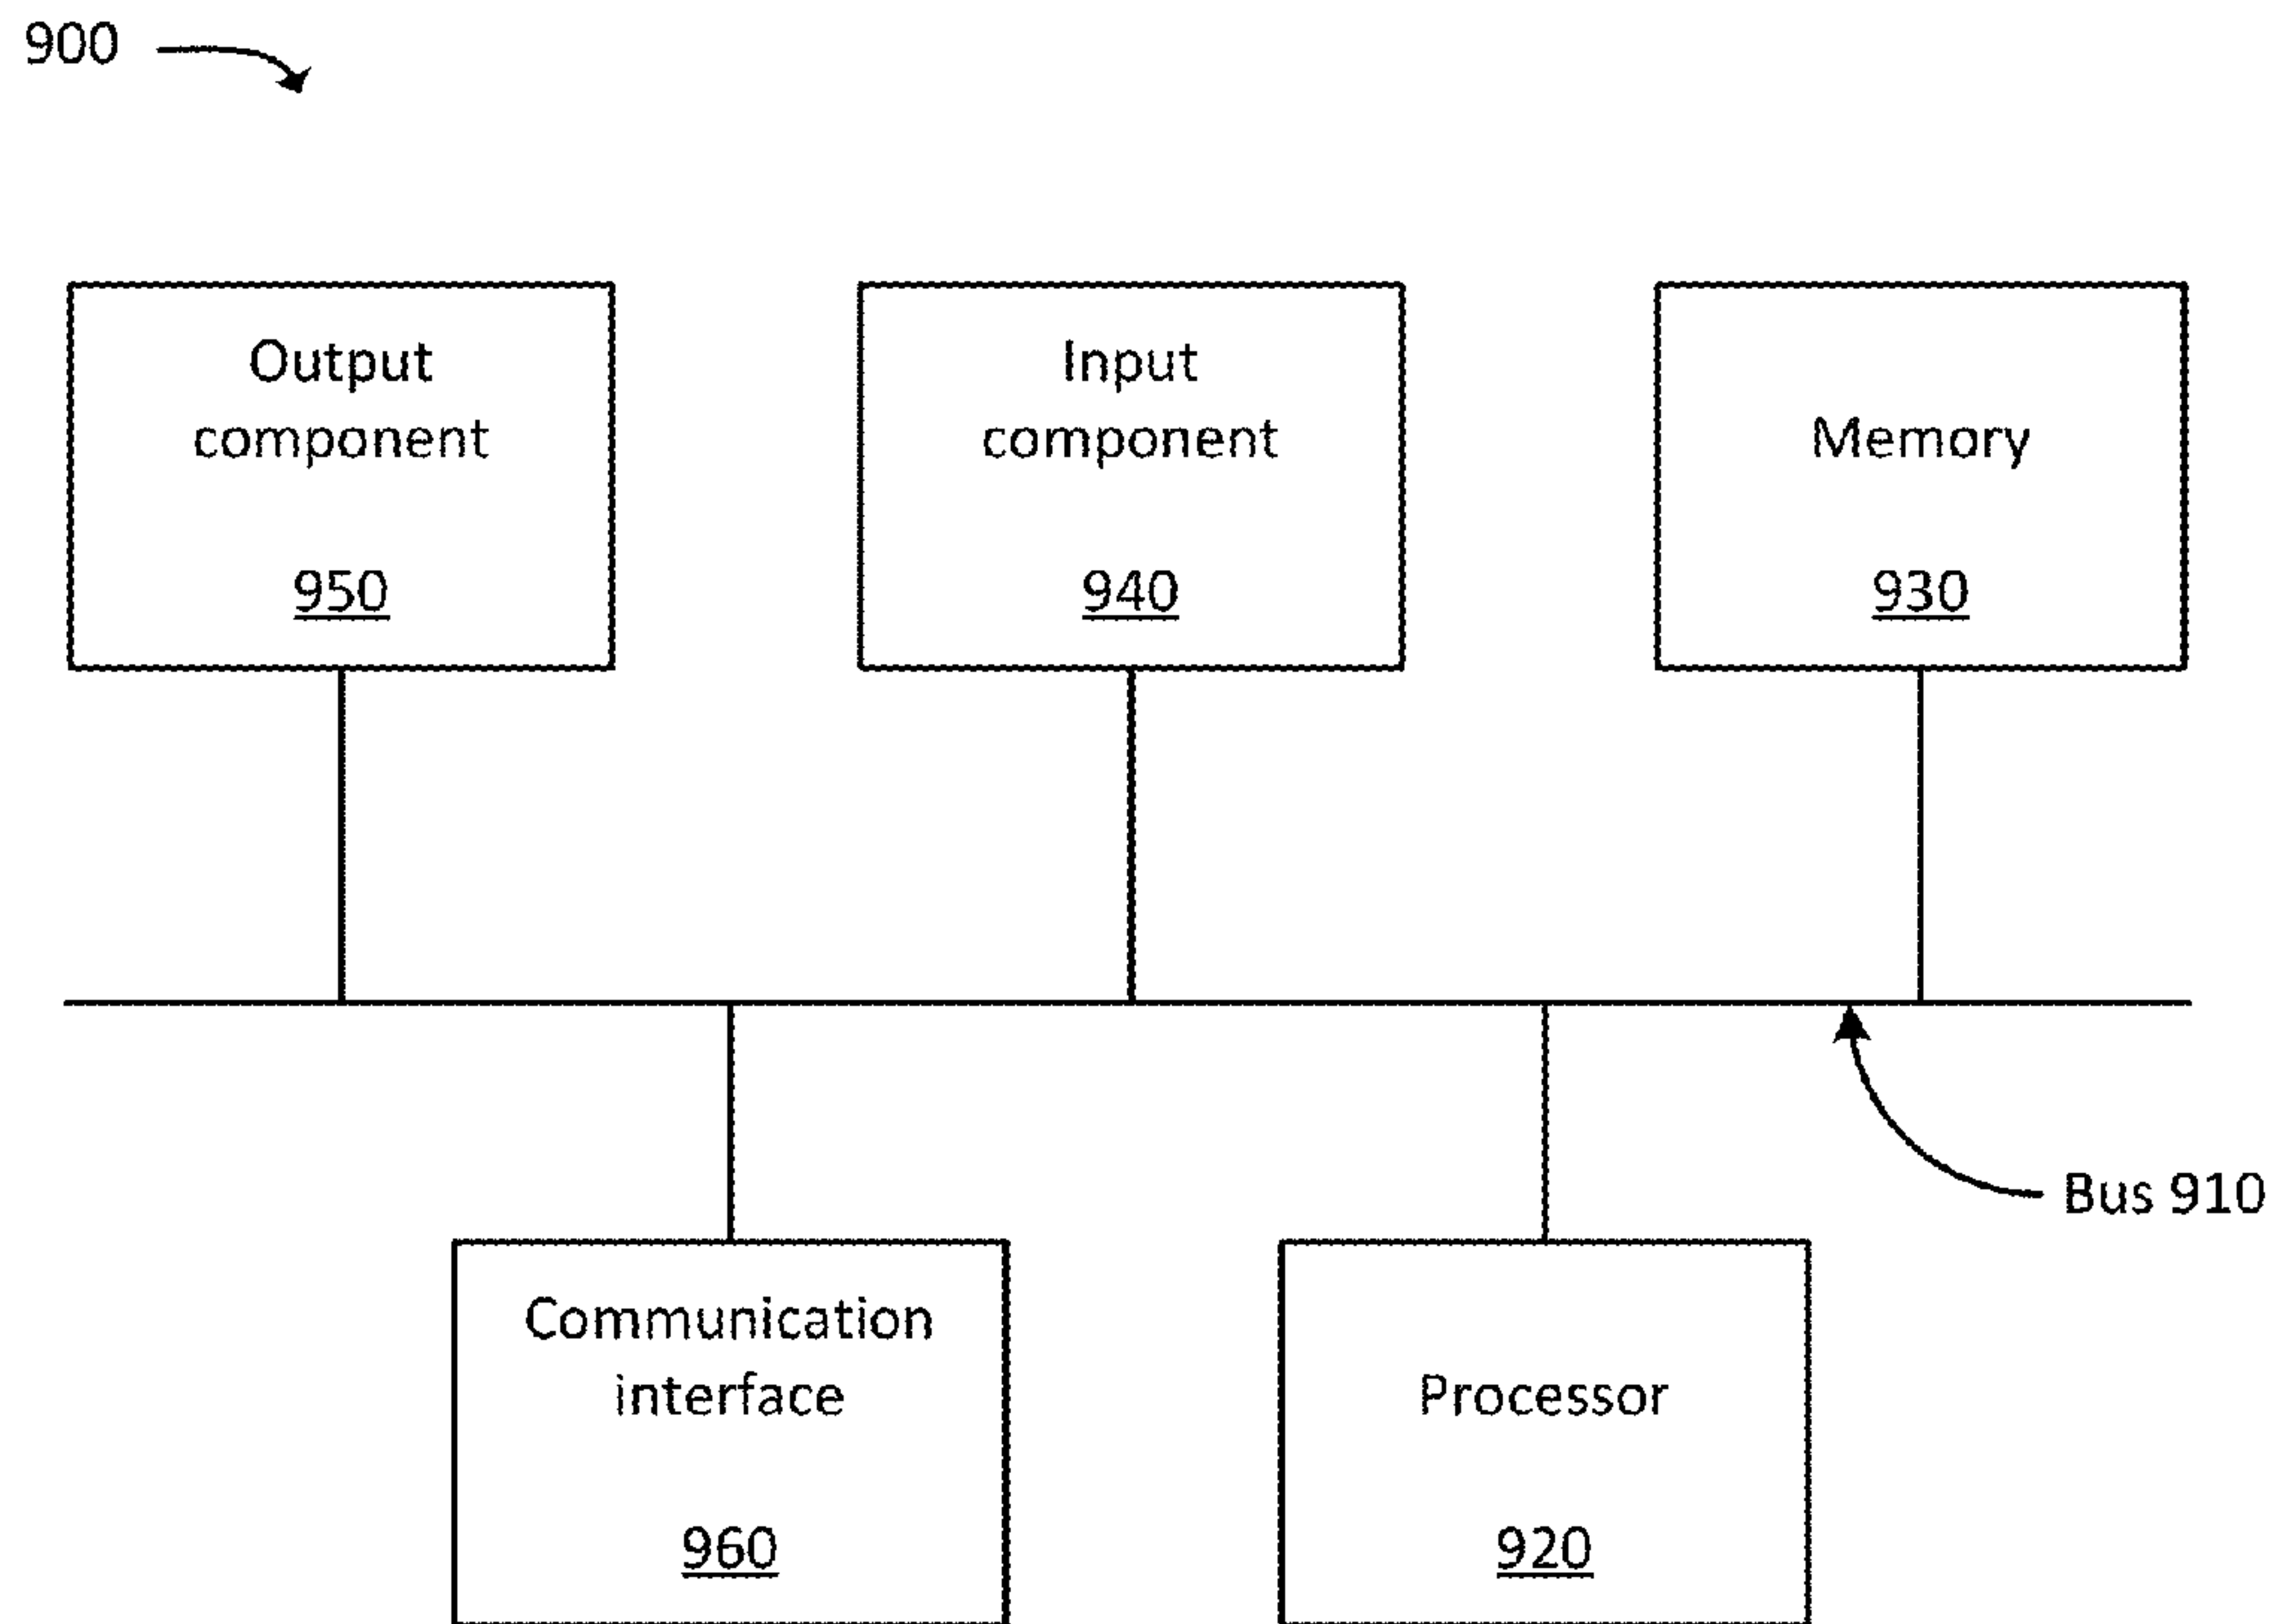 900
Output
component
950
Input
component
940
Memory
930
Bus 910
Communication
interface
960
Processor
920